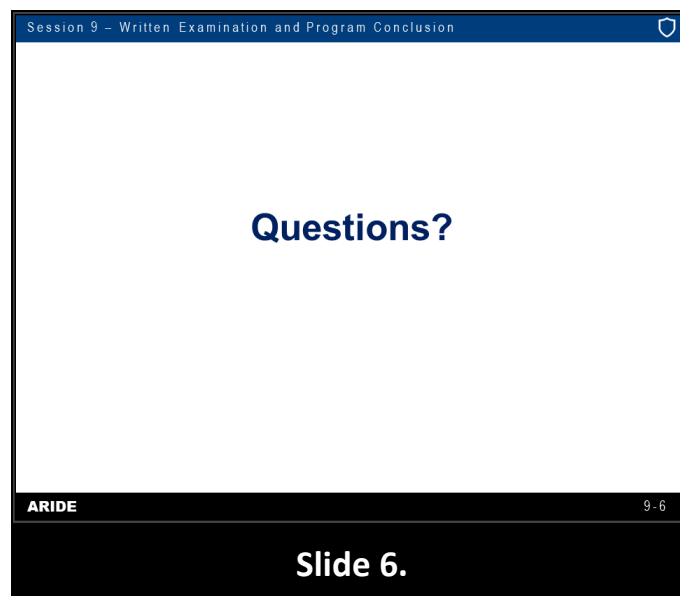 Session 9 – Written Examination and Program Conclusion
Questions?
ARIDE 9-6
Slide 6.